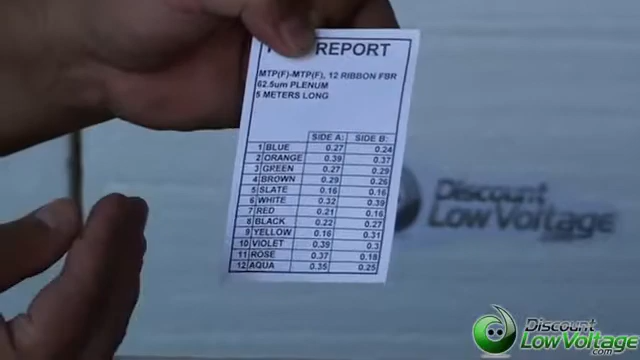 REPORT
MTP(F)-MTP(F), 12 RIBBON FBR
62.5um PLENUM
5 METERS LONG
SIDE A: SIDE B:
1 BLUE 0.27 0.24
2 ORANGE 0.39 0.37
3 GREEN 0.27 0.29
4 BROWN 0.29 0.26
5 SLATE 0.16 0.16
6 WHITE 0.32 0.39
7 RED 0.21 0.16
8 BLACK 0.22 0.27
9 YELLOW 0.16 0.31
10 VIOLET 0.39 0.3
11 ROSE 0.37 0.18
12 AQUA 0.35 0.25
Discount
Low Voltage
Discount
LowVoltage
.com